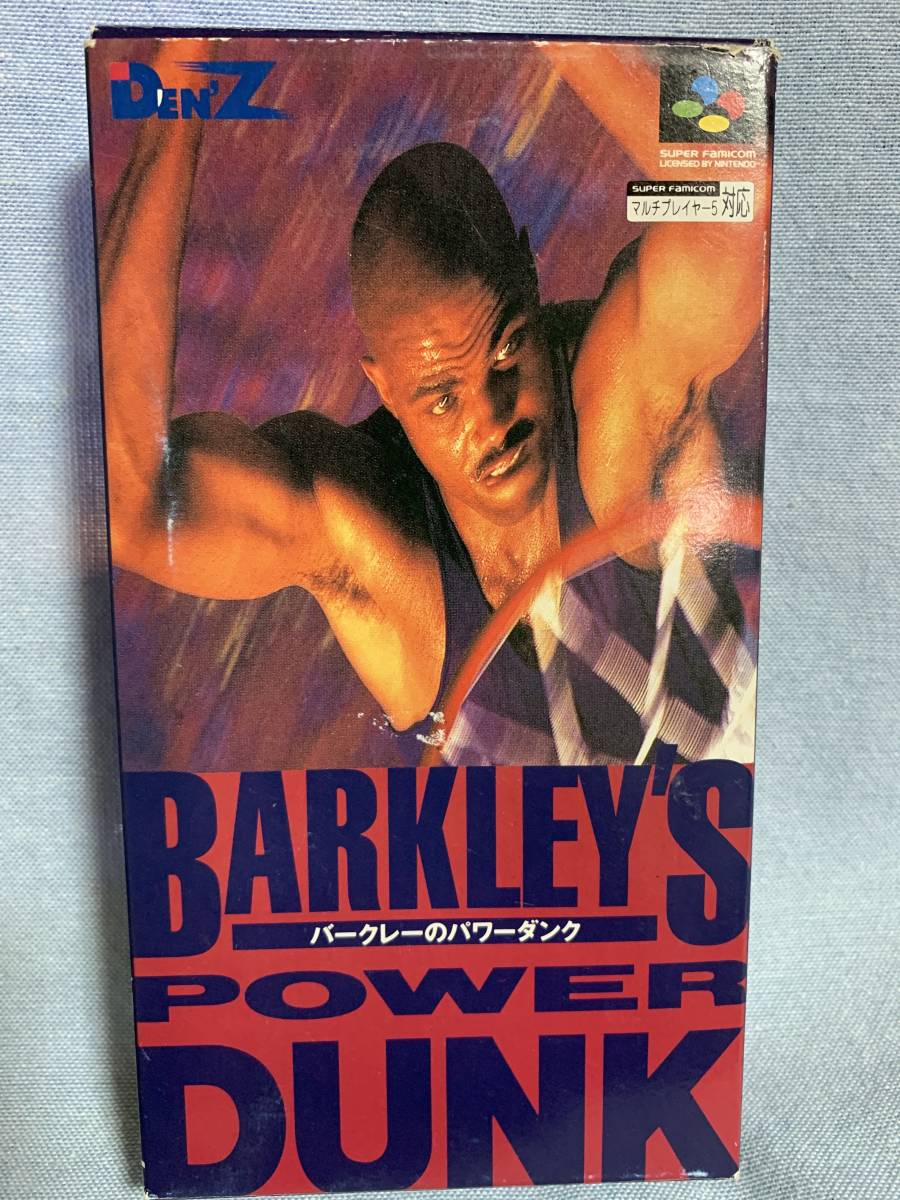 DEN'Z
SUPER FAMICOM
LICENSED BY NINTENDO
SUPER FAMICOM
マルチプレイヤー5 対応
BARKLEY'S
バークレーのパワーダンク
POWER
DUNK